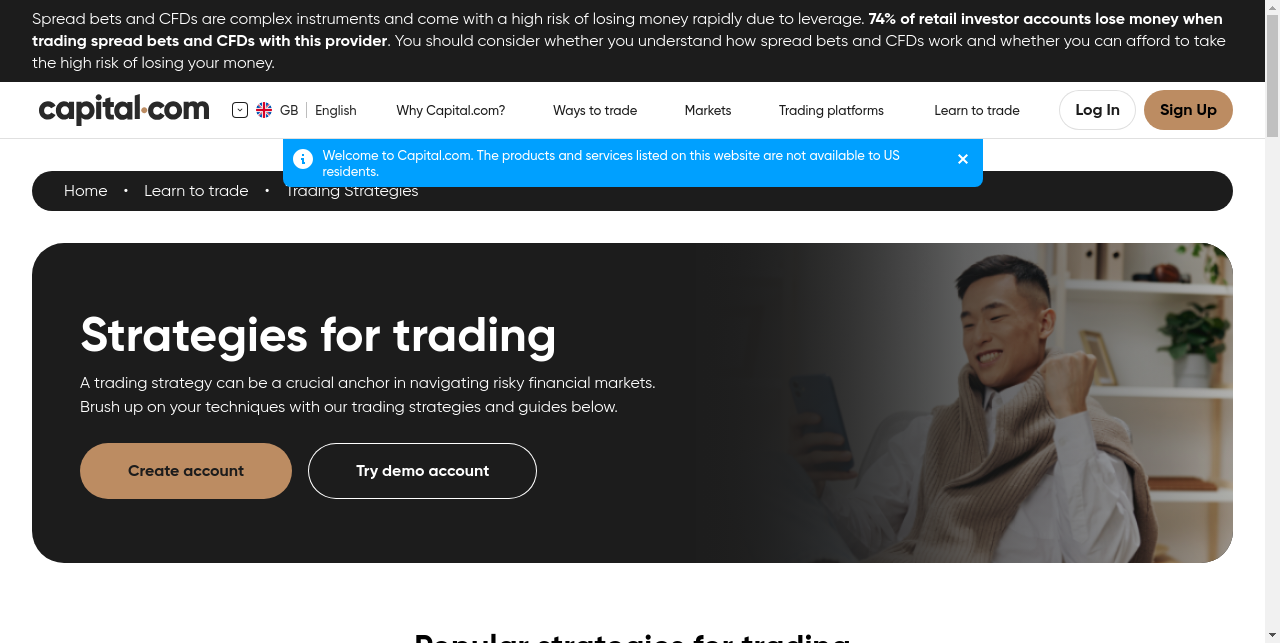 Spread bets and CFDs are complex instruments and come with a high risk of losing money rapidly due to leverage. 74% of retail investor accounts lose money when
trading spread bets and CFDs with this provider. You should consider whether you understand how spread bets and CFDs work and whether you can afford to take
the high risk of losing your money.
capital.com
GB | English
Why Capital.com?
Ways to trade
Markets
Trading platforms
Learn to trade
Log In
Sign Up
Welcome to Capital.com. The products and services listed on this website are not available to US
residents.
Home • Learn to trade • Trading Strategies
Strategies for trading
A trading strategy can be a crucial anchor in navigating risky financial markets.
Brush up on your techniques with our trading strategies and guides below.
Create account
Try demo account
Popular strategies for trading